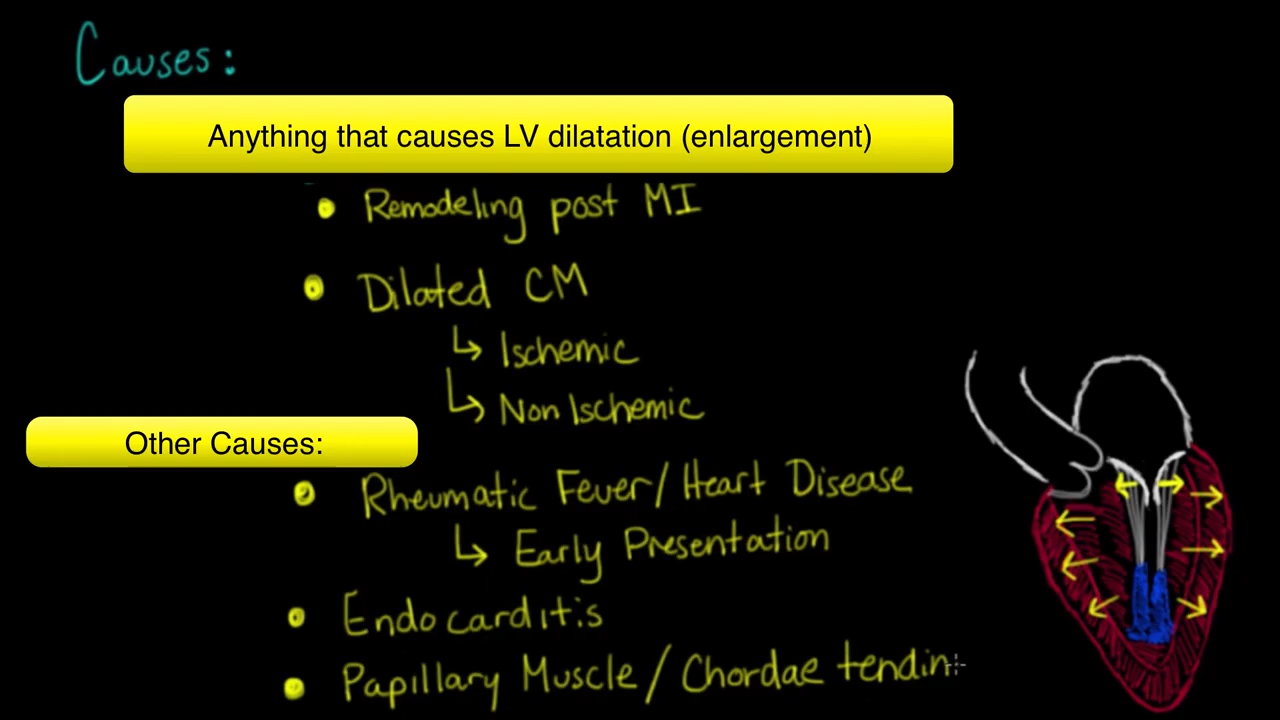 Causes:
Anything that causes LV dilatation (enlargement)
Remodeling post MI
Dilated CM
Ischemic
Non Ischemic
Other Causes:
Rheumatic Fever/Heart Disease
Early Presentation
Endocarditis
Papillary Muscle / Chordae tendin